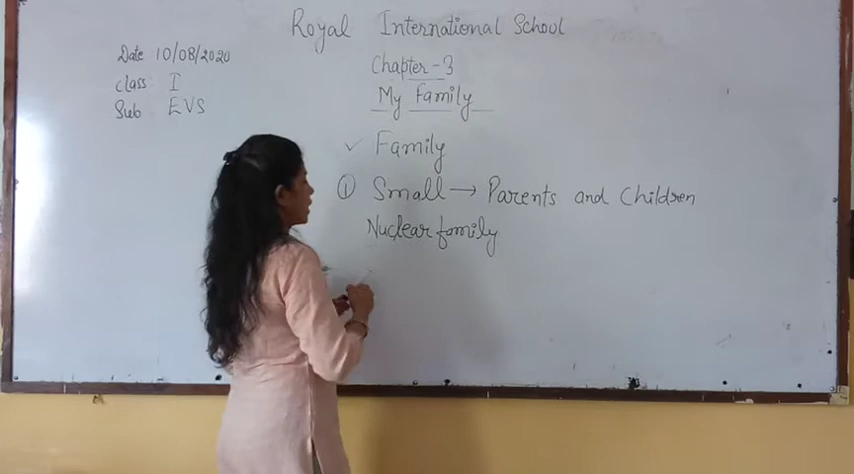 Royal International School
Date 10/08/2020
Class I
Sub EVS
Chapter-3
My Family
✓ Family
① Small → Parents and Children
Nuclear family